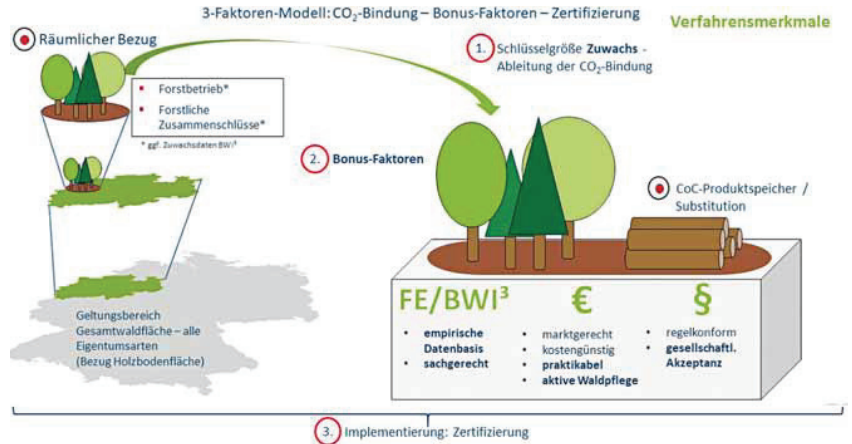 3-Faktoren-Modell: CO₂-Bindung – Bonus-Faktoren – Zertifizierung
Verfahrensmerkmale
Räumlicher Bezug
Forstbetrieb*
Forstliche
Zusammenschlüsse*
* ggf. Zuwachsdaten BWI³
1. Schlüsselgröße Zuwachs -
Ableitung der CO₂-Bindung
2. Bonus-Faktoren
CoC-Produktspeicher /
Substitution
Geltungsbereich
Gesamtwaldfläche – alle
Eigentumsarten
(Bezug Holzbodenfläche)
FE/BWI³
• empirische
Datenbasis
• sachgerecht
€
• marktgerecht
• kostengünstig
• praktikabel
• aktive Waldpflege
§
• regelkonform
• gesellschaftl.
Akzeptanz
3. Implementierung: Zertifizierung